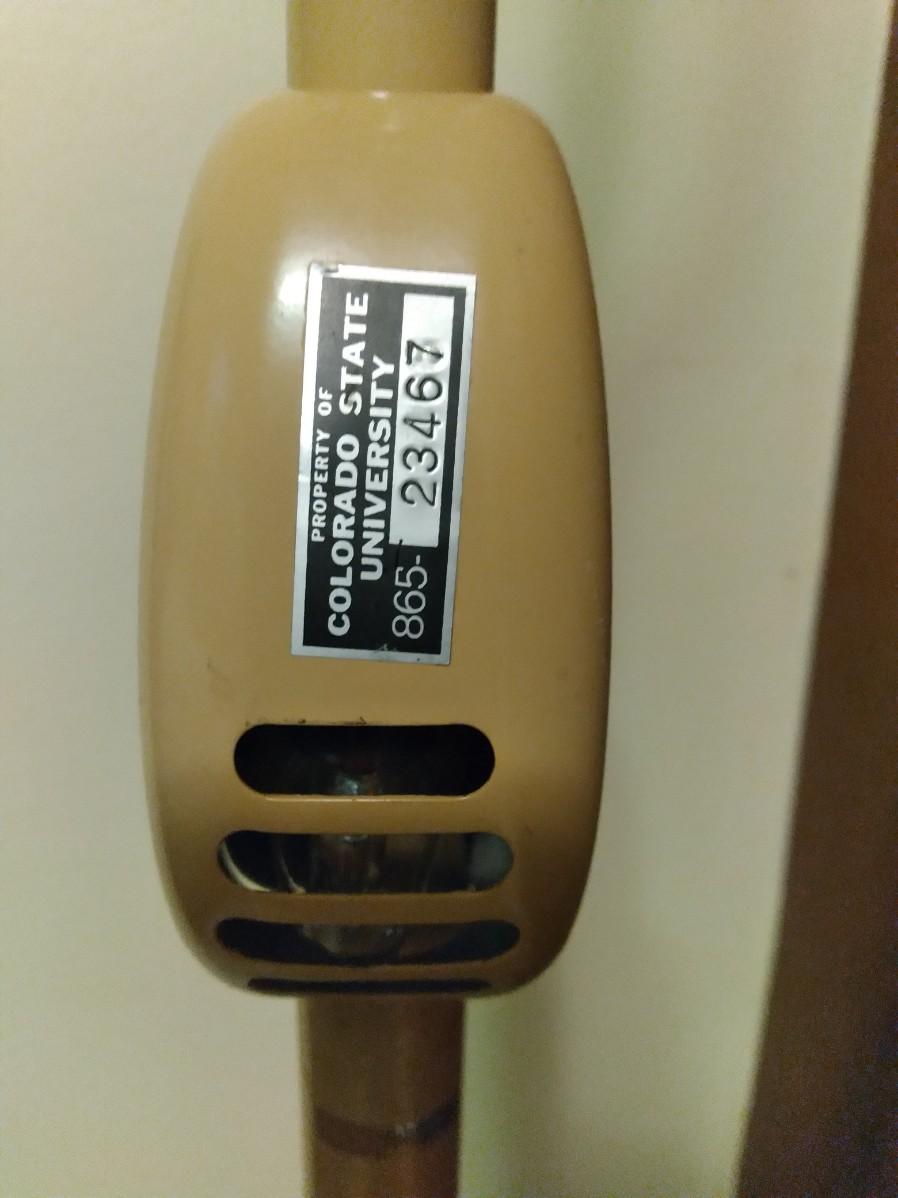 PROPERTY OF
COLORADO STATE
UNIVERSITY
865- 23467